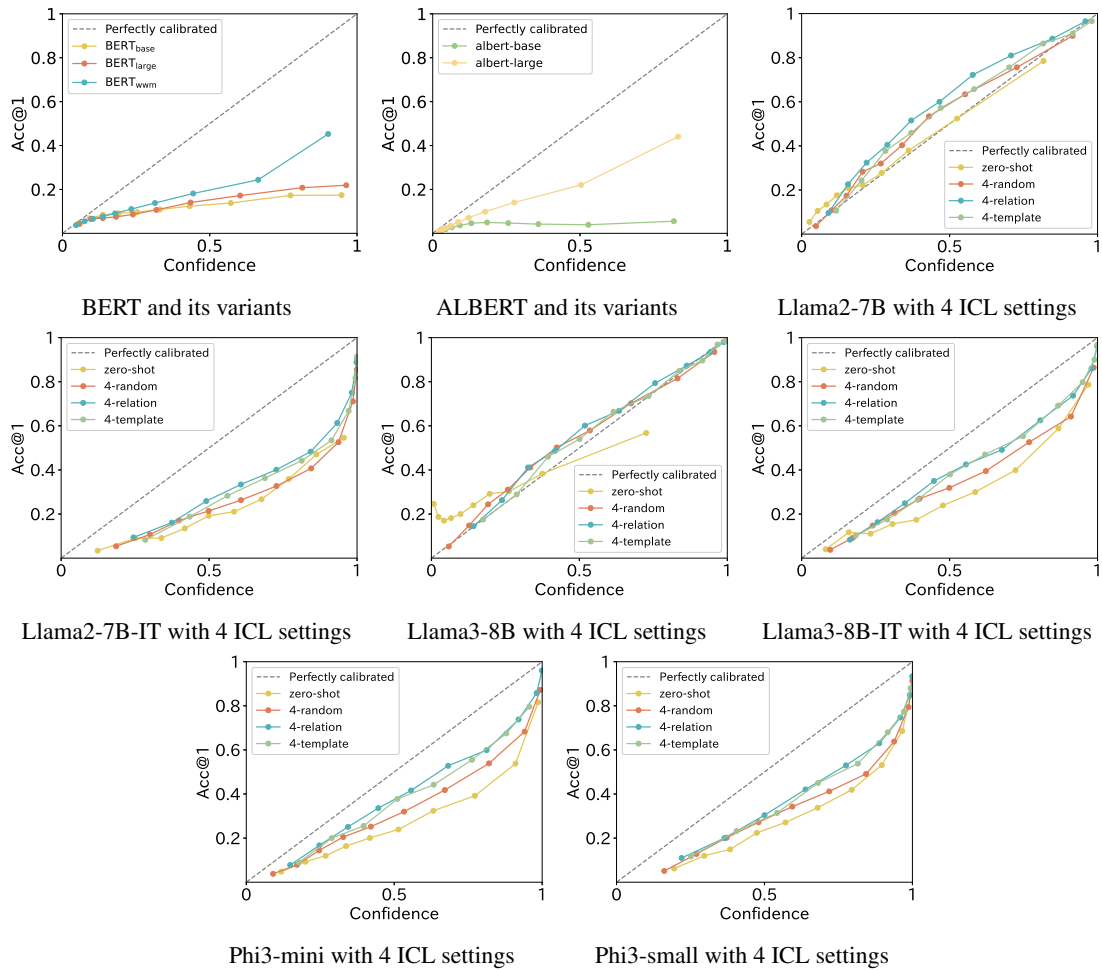 1
0.8
0.6
0.4
0.2
0
0.5
1
Acc@1
Confidence
Perfectly calibrated
BERTbase
BERTlarge
BERTwwm
BERT and its variants
1
0.8
0.6
0.4
0.2
0
0.5
1
Acc@1
Confidence
Perfectly calibrated
albert-base
albert-large
ALBERT and its variants
1
0.8
0.6
0.4
0.2
0
0.5
1
Acc@1
Confidence
Perfectly calibrated
zero-shot
4-random
4-relation
4-template
Llama2-7B with 4 ICL settings
1
0.8
0.6
0.4
0.2
0
0.5
1
Acc@1
Confidence
Perfectly calibrated
zero-shot
4-random
4-relation
4-template
Llama2-7B-IT with 4 ICL settings
1
0.8
0.6
0.4
0.2
0
0.5
1
Acc@1
Confidence
Perfectly calibrated
zero-shot
4-random
4-relation
4-template
Llama3-8B with 4 ICL settings
1
0.8
0.6
0.4
0.2
0
0.5
1
Acc@1
Confidence
Perfectly calibrated
zero-shot
4-random
4-relation
4-template
Llama3-8B-IT with 4 ICL settings
1
0.8
0.6
0.4
0.2
0
0.5
1
Acc@1
Confidence
Perfectly calibrated
zero-shot
4-random
4-relation
4-template
Phi3-mini with 4 ICL settings
1
0.8
0.6
0.4
0.2
0
0.5
1
Acc@1
Confidence
Perfectly calibrated
zero-shot
4-random
4-relation
4-template
Phi3-small with 4 ICL settings